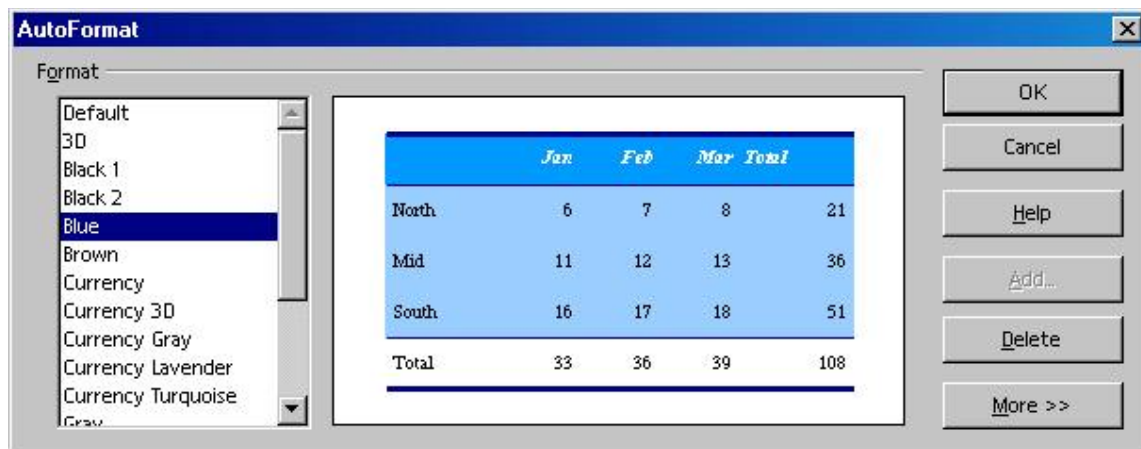 AutoFormat
Format
Default
3D
Black 1
Black 2
Blue
Brown
Currency
Currency 3D
Currency Gray
Currency Lavender
Currency Turquoise
Gray
Jan Feb Mar Total
North 6 7 8 21
Mid 11 12 13 36
South 16 17 18 51
Total 33 36 39 108
OK
Cancel
Help
Add...
Delete
More >>